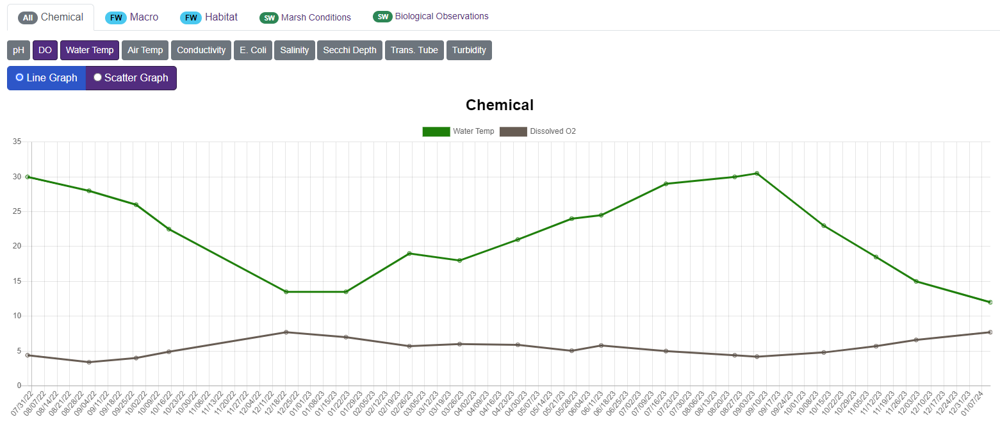 All Chemical FW Macro FW Habitat SW Marsh Conditions SW Biological Observations
pH DO Water Temp Air Temp Conductivity E. Coli Salinity Secchi Depth Trans. Tube Turbidity
Line Graph Scatter Graph
Chemical
Water Temp Dissolved O2
35
30
25
20
15
10
5
0
07/31/22 08/07/22 08/14/22 08/21/22 08/28/22 09/04/22 09/11/22 09/18/22 09/25/22 10/02/22 10/09/22 10/16/22 10/23/22 10/30/22 11/06/22 11/13/22 11/20/22 11/27/22 12/04/22 12/11/22 12/18/22 12/25/22 01/01/23 01/08/23 01/15/23 01/22/23 01/29/23 02/05/23 02/12/23 02/19/23 02/26/23 03/05/23 03/12/23 03/19/23 03/26/23 04/02/23 04/09/23 04/16/23 04/23/23 04/30/23 05/07/23 05/14/23 05/21/23 05/28/23 06/04/23 06/11/23 06/18/23 06/25/23 07/02/23 07/09/23 07/16/23 07/23/23 07/30/23 08/06/23 08/13/23 08/20/23 08/27/23 09/03/23 09/10/23 09/17/23 09/24/23 10/01/23 10/08/23 10/15/23 10/22/23 10/29/23 11/05/23 11/12/23 11/19/23 11/26/23 12/03/23 12/10/23 12/17/23 12/24/23 12/31/23 01/07/24